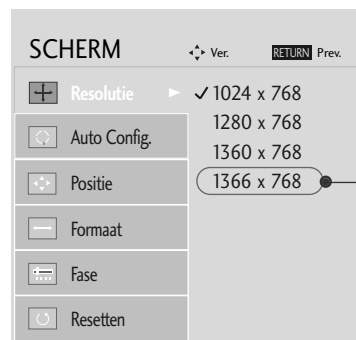 SCHERM
Ver. RETURN Prev.
Resolutie
Auto Config.
Positie
Formaat
Fase
Resetten
1024 x 768
1280 x 768
1360 x 768
1366 x 768